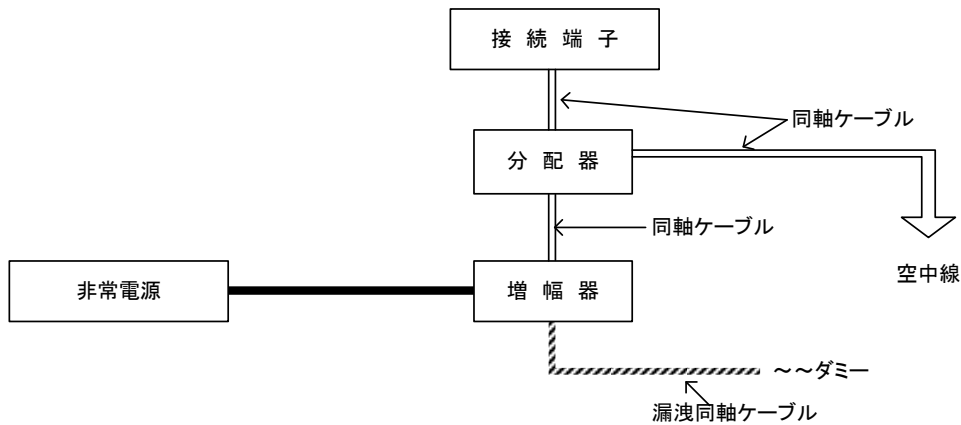 接続端子
同軸ケーブル
分配器
同軸ケーブル
空中線
非常電源
増幅器
～～ダミー
漏洩同軸ケーブル